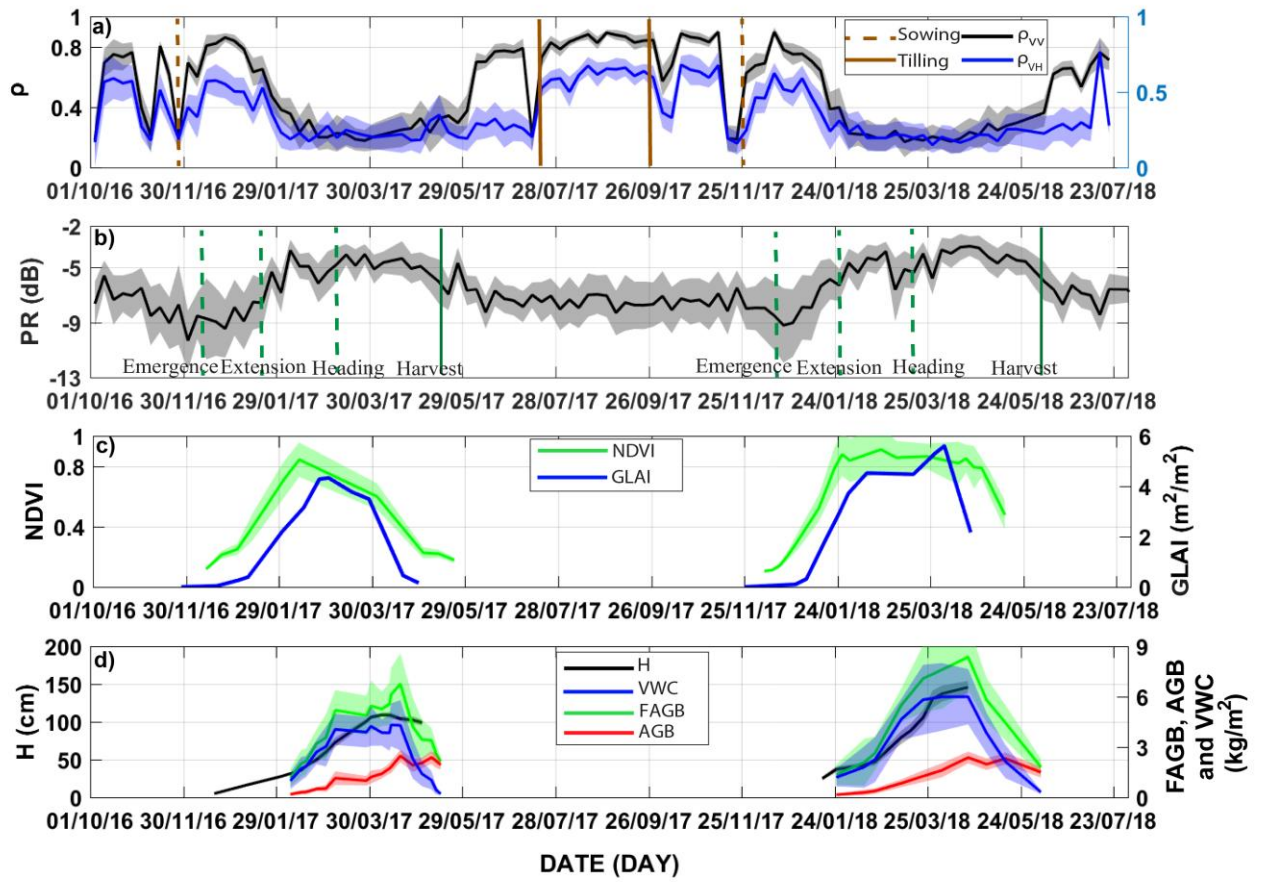 a)
1
0.8
0.4
0
ρ
Sowing
ρVV
Tilling
ρVH
1
0.5
0
01/10/16 30/11/16 29/01/17 30/03/17 29/05/17 28/07/17 26/09/17 25/11/17 24/01/18 25/03/18 24/05/18 23/07/18
b)
-2
-5
-9
-13
PR (dB)
Emergence Extension Heading Harvest Emergence Extension Heading Harvest
01/10/16 30/11/16 29/01/17 30/03/17 29/05/17 28/07/17 26/09/17 25/11/17 24/01/18 25/03/18 24/05/18 23/07/18
c)
1
0.8
0.4
0
NDVI
NDVI
GLAI
6
4
2
0
GLAI (m²/m²)
01/10/16 30/11/16 29/01/17 30/03/17 29/05/17 28/07/17 26/09/17 25/11/17 24/01/18 25/03/18 24/05/18 23/07/18
d)
200
150
100
50
0
H (cm)
H
VWC
FAGB
AGB
9
6
3
0
FAGB, AGB
and VWC
(kg/m²)
01/10/16 30/11/16 29/01/17 30/03/17 29/05/17 28/07/17 26/09/17 25/11/17 24/01/18 25/03/18 24/05/18 23/07/18
DATE (DAY)